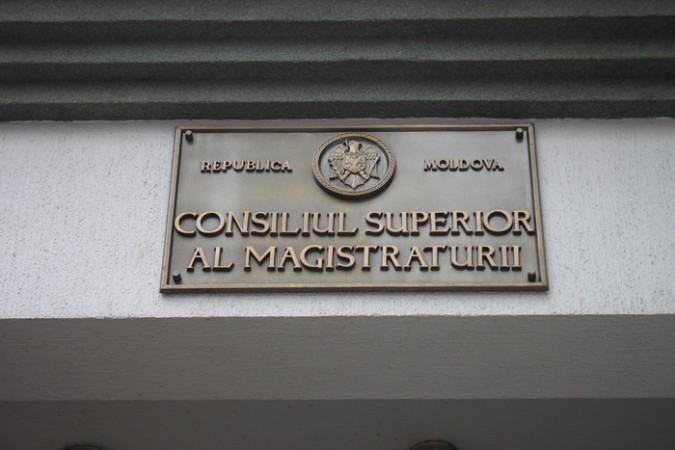 REPUBLICA MOLDOVA
CONSILIUL SUPERIOR
AL MAGISTRATURII